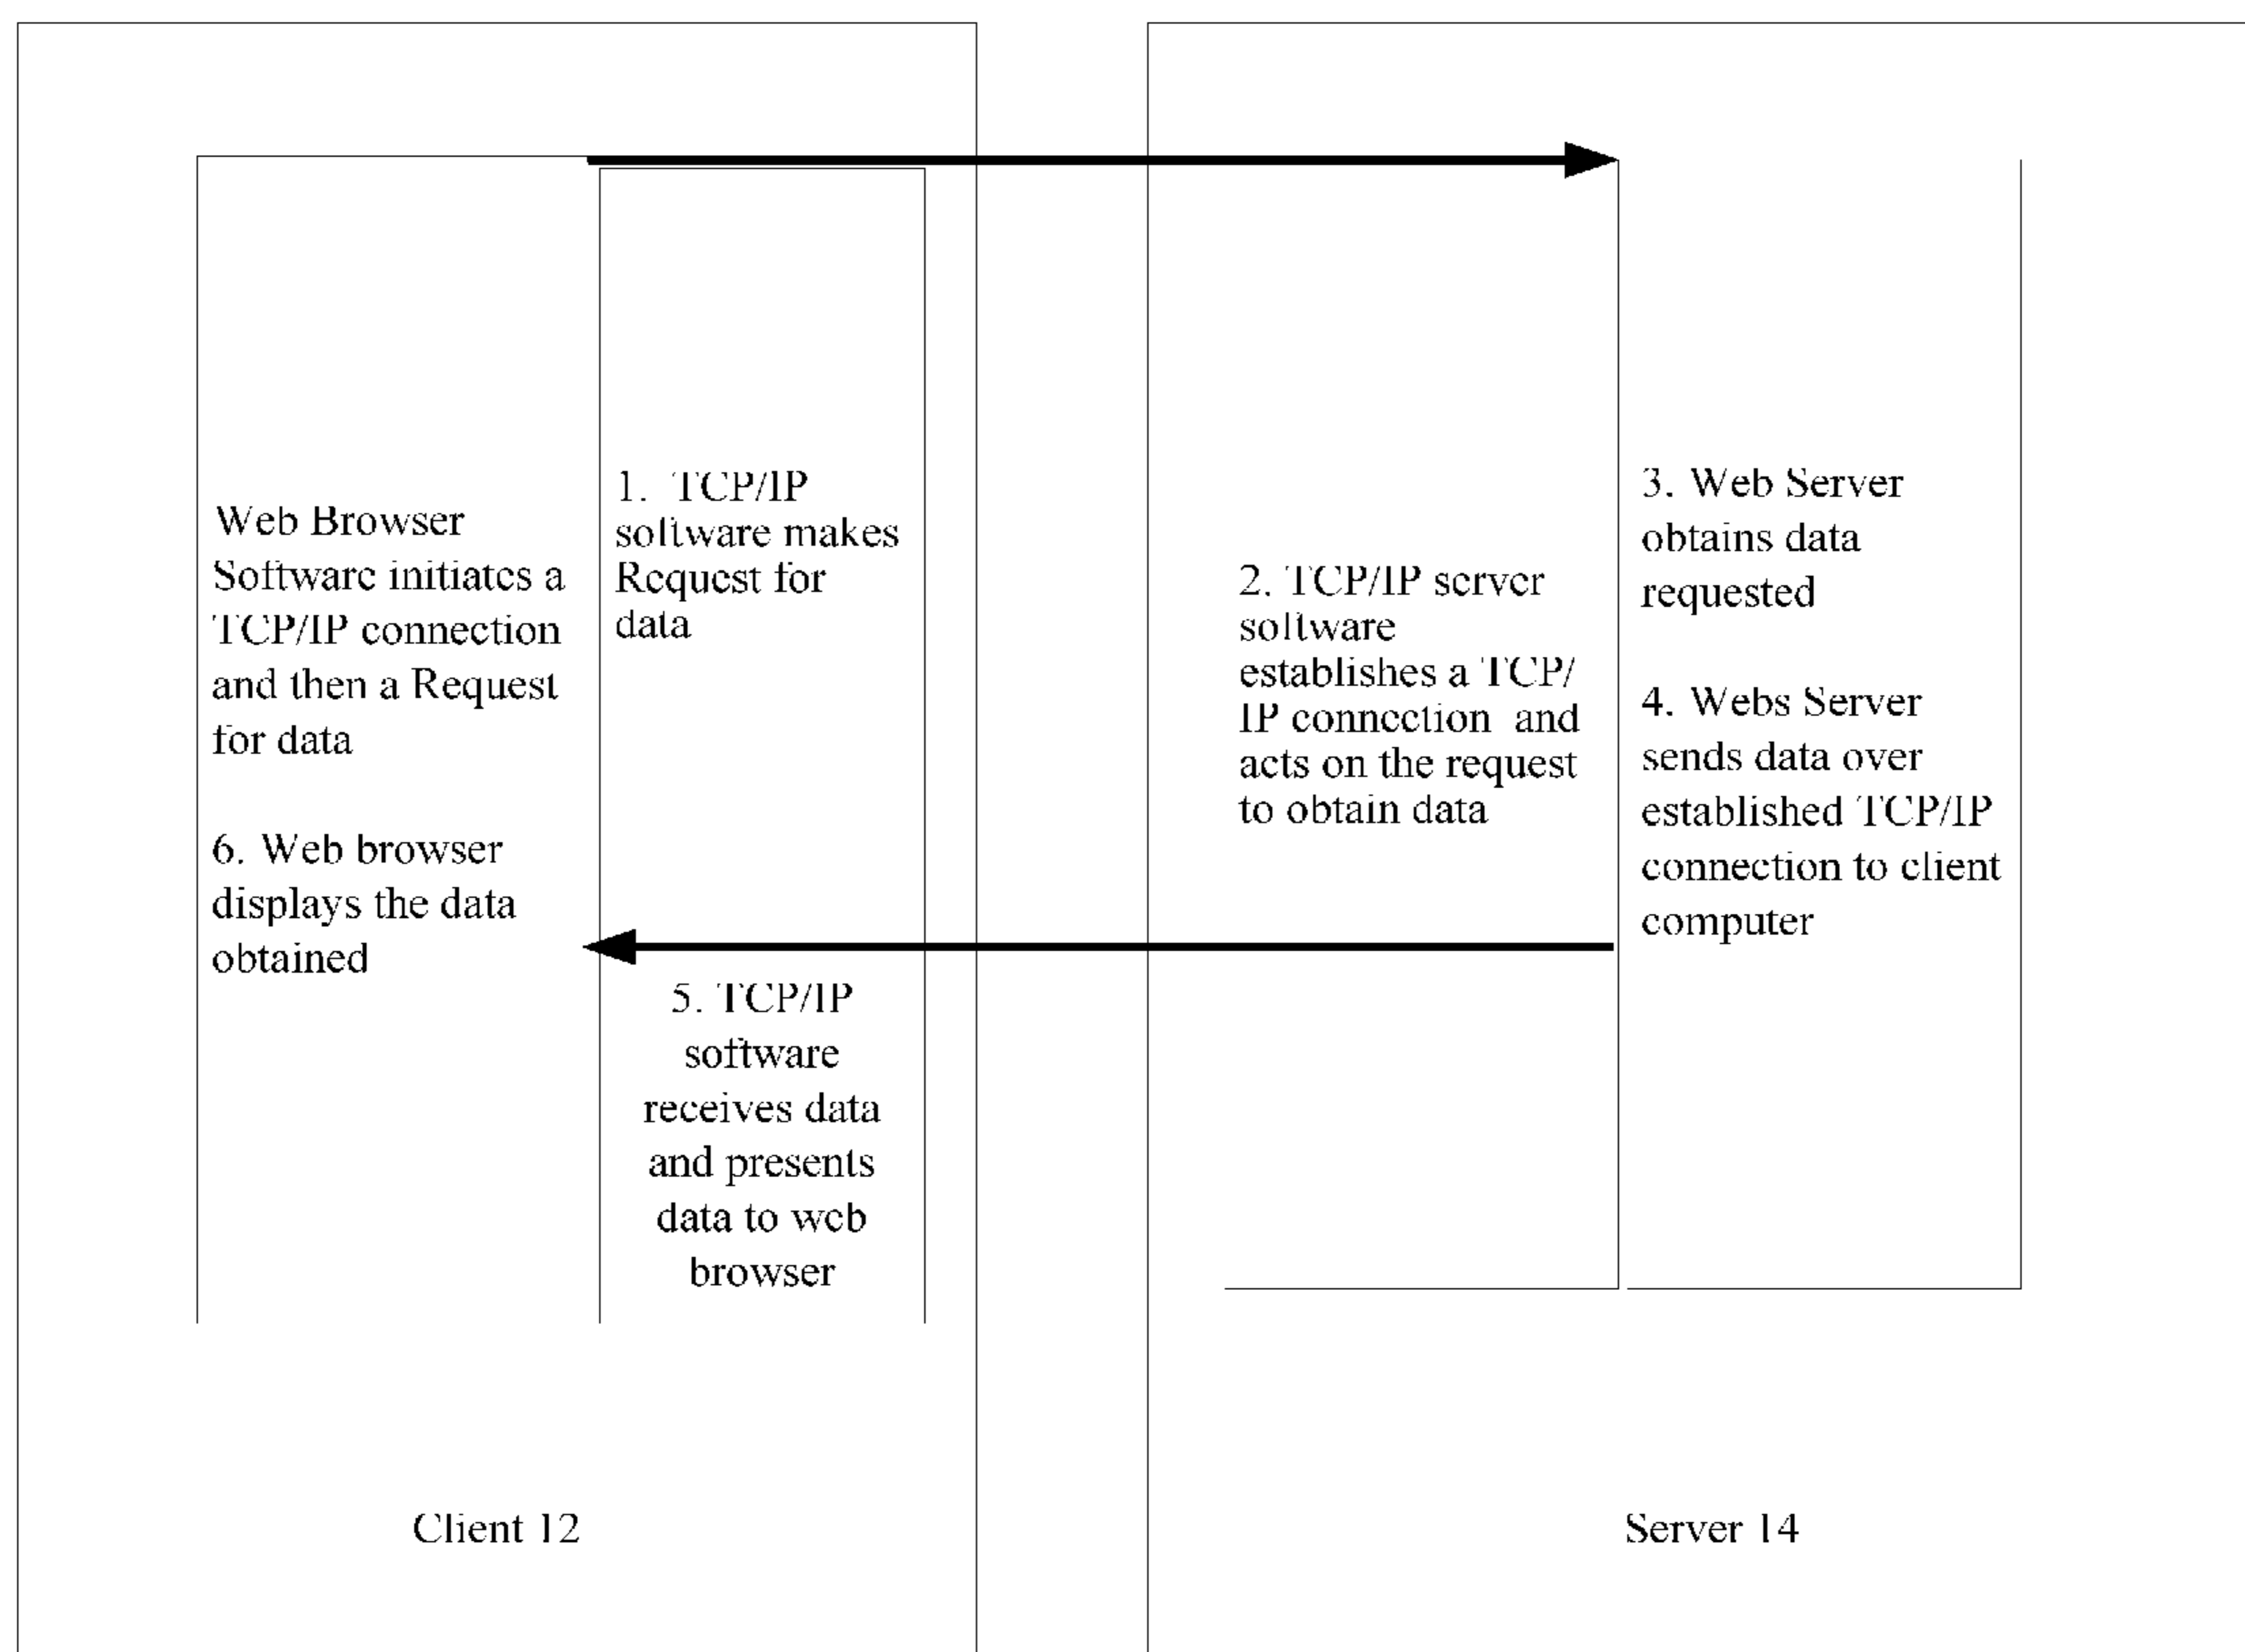 Web Browser
Software initiates a
TCP/IP connection
and then a Request
for data
6. Web browser
displays the data
obtained
1. TCP/IP
software makes
Request for
data
5. TCP/IP
software
receives data
and presents
data to web
browser
2. TCP/IP server
software
establishes a TCP/
IP connection and
acts on the request
to obtain data
3. Web Server
obtains data
requested
4. Webs Server
sends data over
established TCP/IP
connection to client
computer
Client 12
Server 14